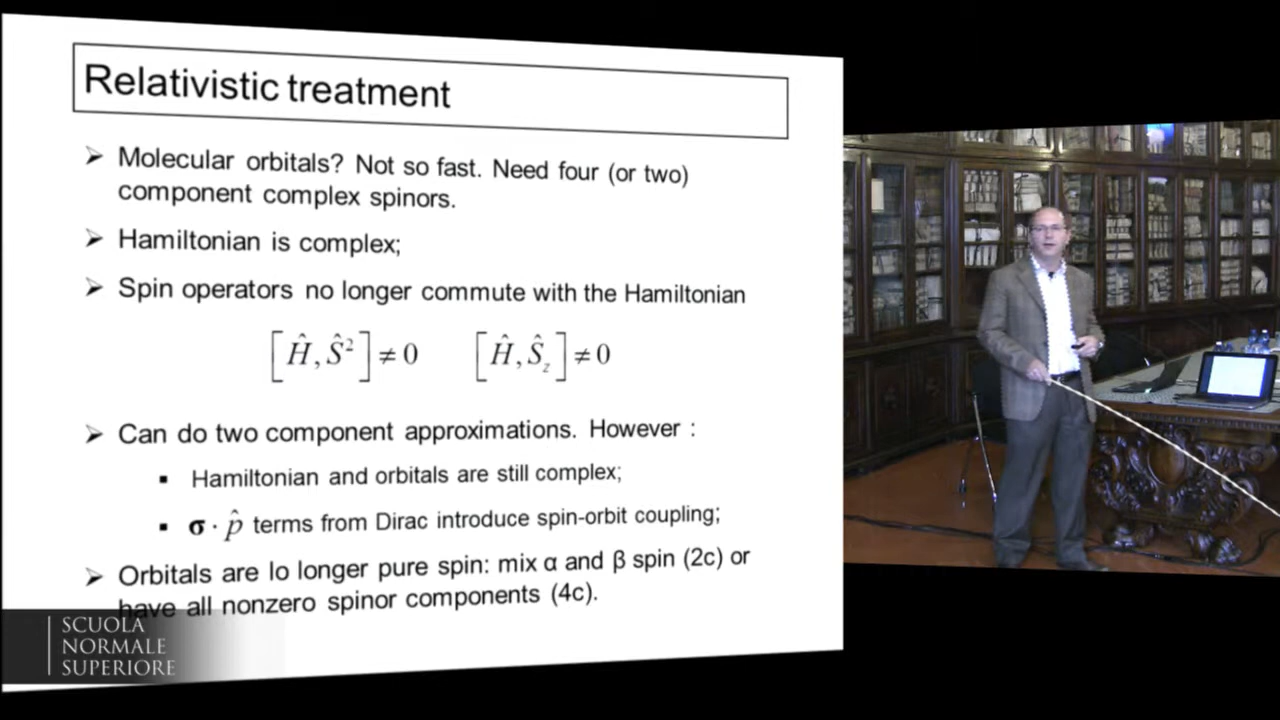 Relativistic treatment
➢ Molecular orbitals? Not so fast. Need four (or two)
component complex spinors.
➢ Hamiltonian is complex;
➢ Spin operators no longer commute with the Hamiltonian
[Ĥ, Ŝ²] ≠ 0 [Ĥ, Ŝ_z] ≠ 0
➢ Can do two component approximations. However :
▪ Hamiltonian and orbitals are still complex;
▪ σ · p̂ terms from Dirac introduce spin-orbit coupling;
➢ Orbitals are lo longer pure spin: mix α and β spin (2c) or
have all nonzero spinor components (4c).
SCUOLA
NORMALE
SUPERIORE